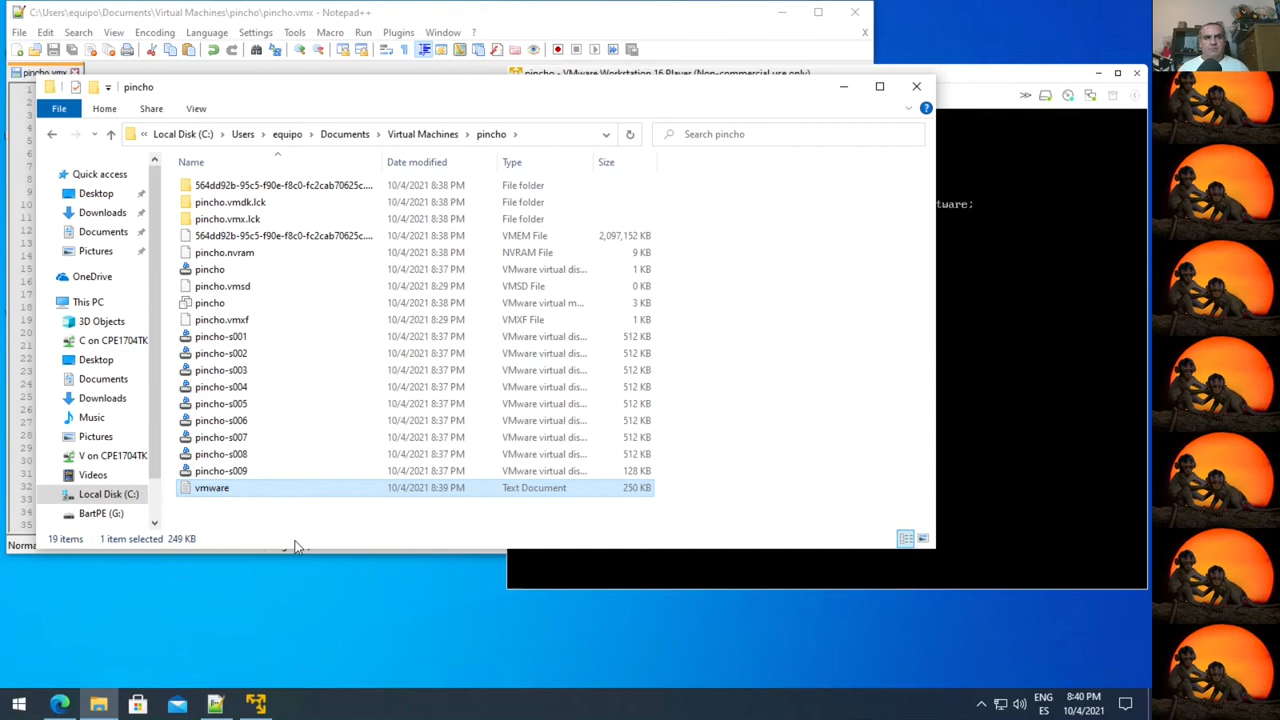 C:\Users\equipo\Documents\Virtual Machines\pincho\pincho.vmx - Notepad++
File Edit Search View Encoding Language Settings Tools Macro Run Plugins Window ? X
pincho.vmx
pincho - VMware Workstation 16 Player (Non-commercial use only)
pincho
File Home Share View
« Local Disk (C:) > Users > equipo > Documents > Virtual Machines > pincho >
Search pincho
Name Date modified Type Size
Quick access
Desktop
Downloads
Documents
Pictures
OneDrive
This PC
3D Objects
C on CPE1704TK
Desktop
Documents
Downloads
Music
Pictures
V on CPE1704TK
Videos
Local Disk (C:)
BartPE (G:)
564dd92b-95c5-f90e-f8c0-fc2cab70625c.... 10/4/2021 8:38 PM File folder
pincho.vmdk.lck 10/4/2021 8:38 PM File folder
pincho.vmx.lck 10/4/2021 8:38 PM File folder
564dd92b-95c5-f90e-f8c0-fc2cab70625c.... 10/4/2021 8:38 PM VMEM File 2,097,152 KB
pincho.nvram 10/4/2021 8:38 PM NVRAM File 9 KB
pincho 10/4/2021 8:37 PM VMware virtual dis... 1 KB
pincho.vmsd 10/4/2021 8:29 PM VMSD File 0 KB
pincho 10/4/2021 8:38 PM VMware virtual m... 3 KB
pincho.vmxf 10/4/2021 8:29 PM VMXF File 1 KB
pincho-s001 10/4/2021 8:37 PM VMware virtual dis... 512 KB
pincho-s002 10/4/2021 8:37 PM VMware virtual dis... 512 KB
pincho-s003 10/4/2021 8:37 PM VMware virtual dis... 512 KB
pincho-s004 10/4/2021 8:37 PM VMware virtual dis... 512 KB
pincho-s005 10/4/2021 8:37 PM VMware virtual dis... 512 KB
pincho-s006 10/4/2021 8:37 PM VMware virtual dis... 512 KB
pincho-s007 10/4/2021 8:37 PM VMware virtual dis... 512 KB
pincho-s008 10/4/2021 8:37 PM VMware virtual dis... 512 KB
pincho-s009 10/4/2021 8:37 PM VMware virtual dis... 128 KB
vmware 10/4/2021 8:39 PM Text Document 250 KB
19 items 1 item selected 249 KB
ENG
ES
8:40 PM
10/4/2021